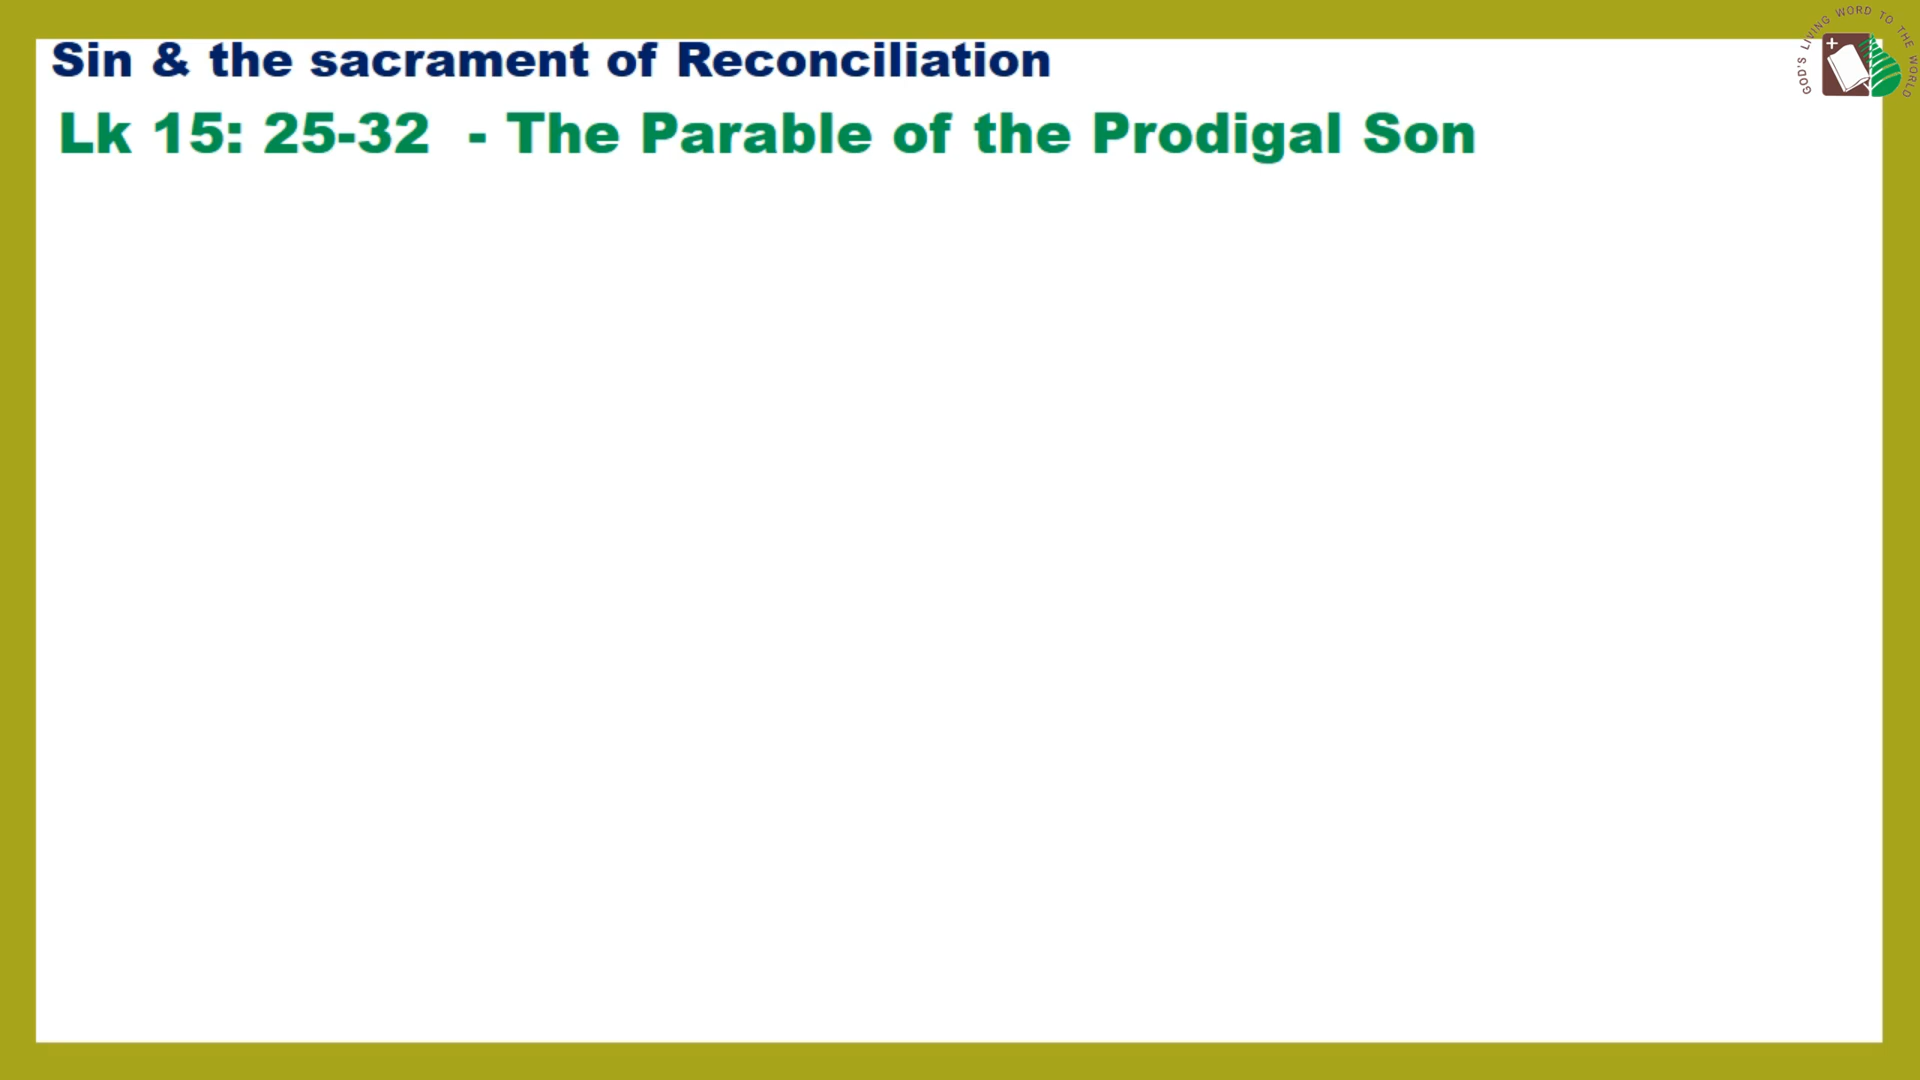 Sin & the sacrament of Reconciliation
Lk 15: 25-32 - The Parable of the Prodigal Son
GOD'S LIVING WORD TO THE WORLD